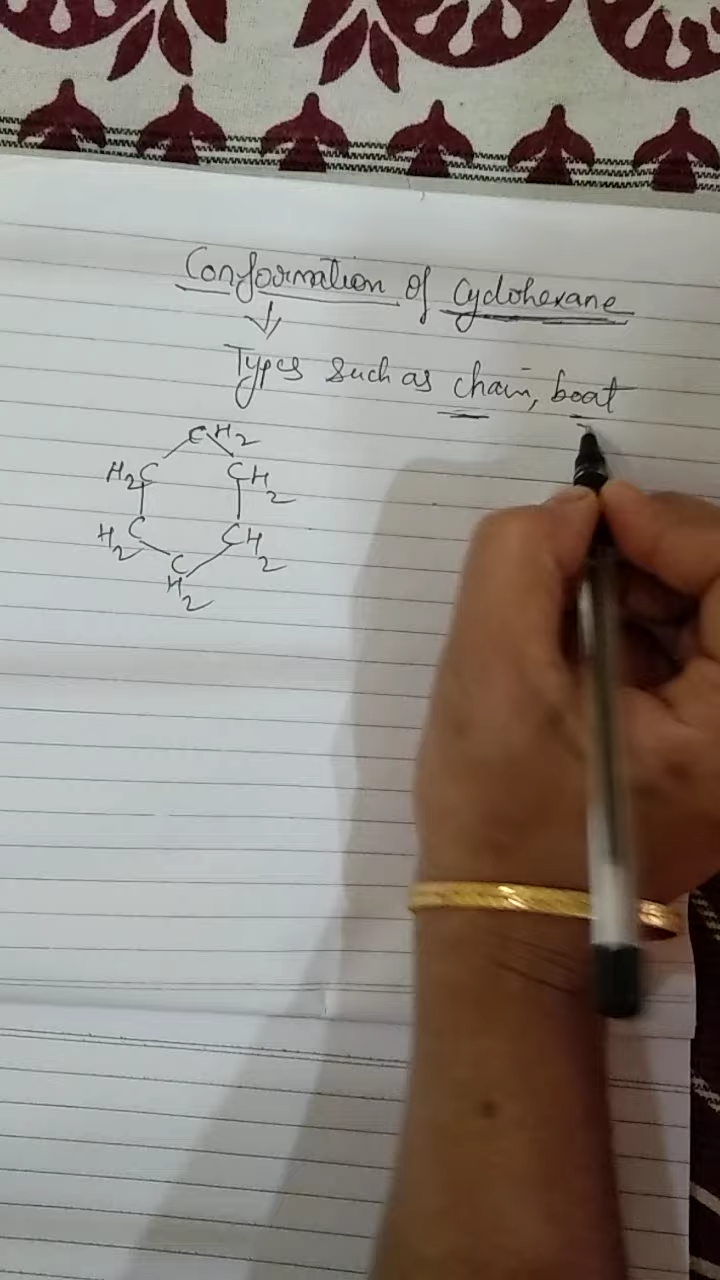 Conformation of Cyclohexane
Types such as chain, boat
CH2
H2C CH2
H2C CH2
C
H2